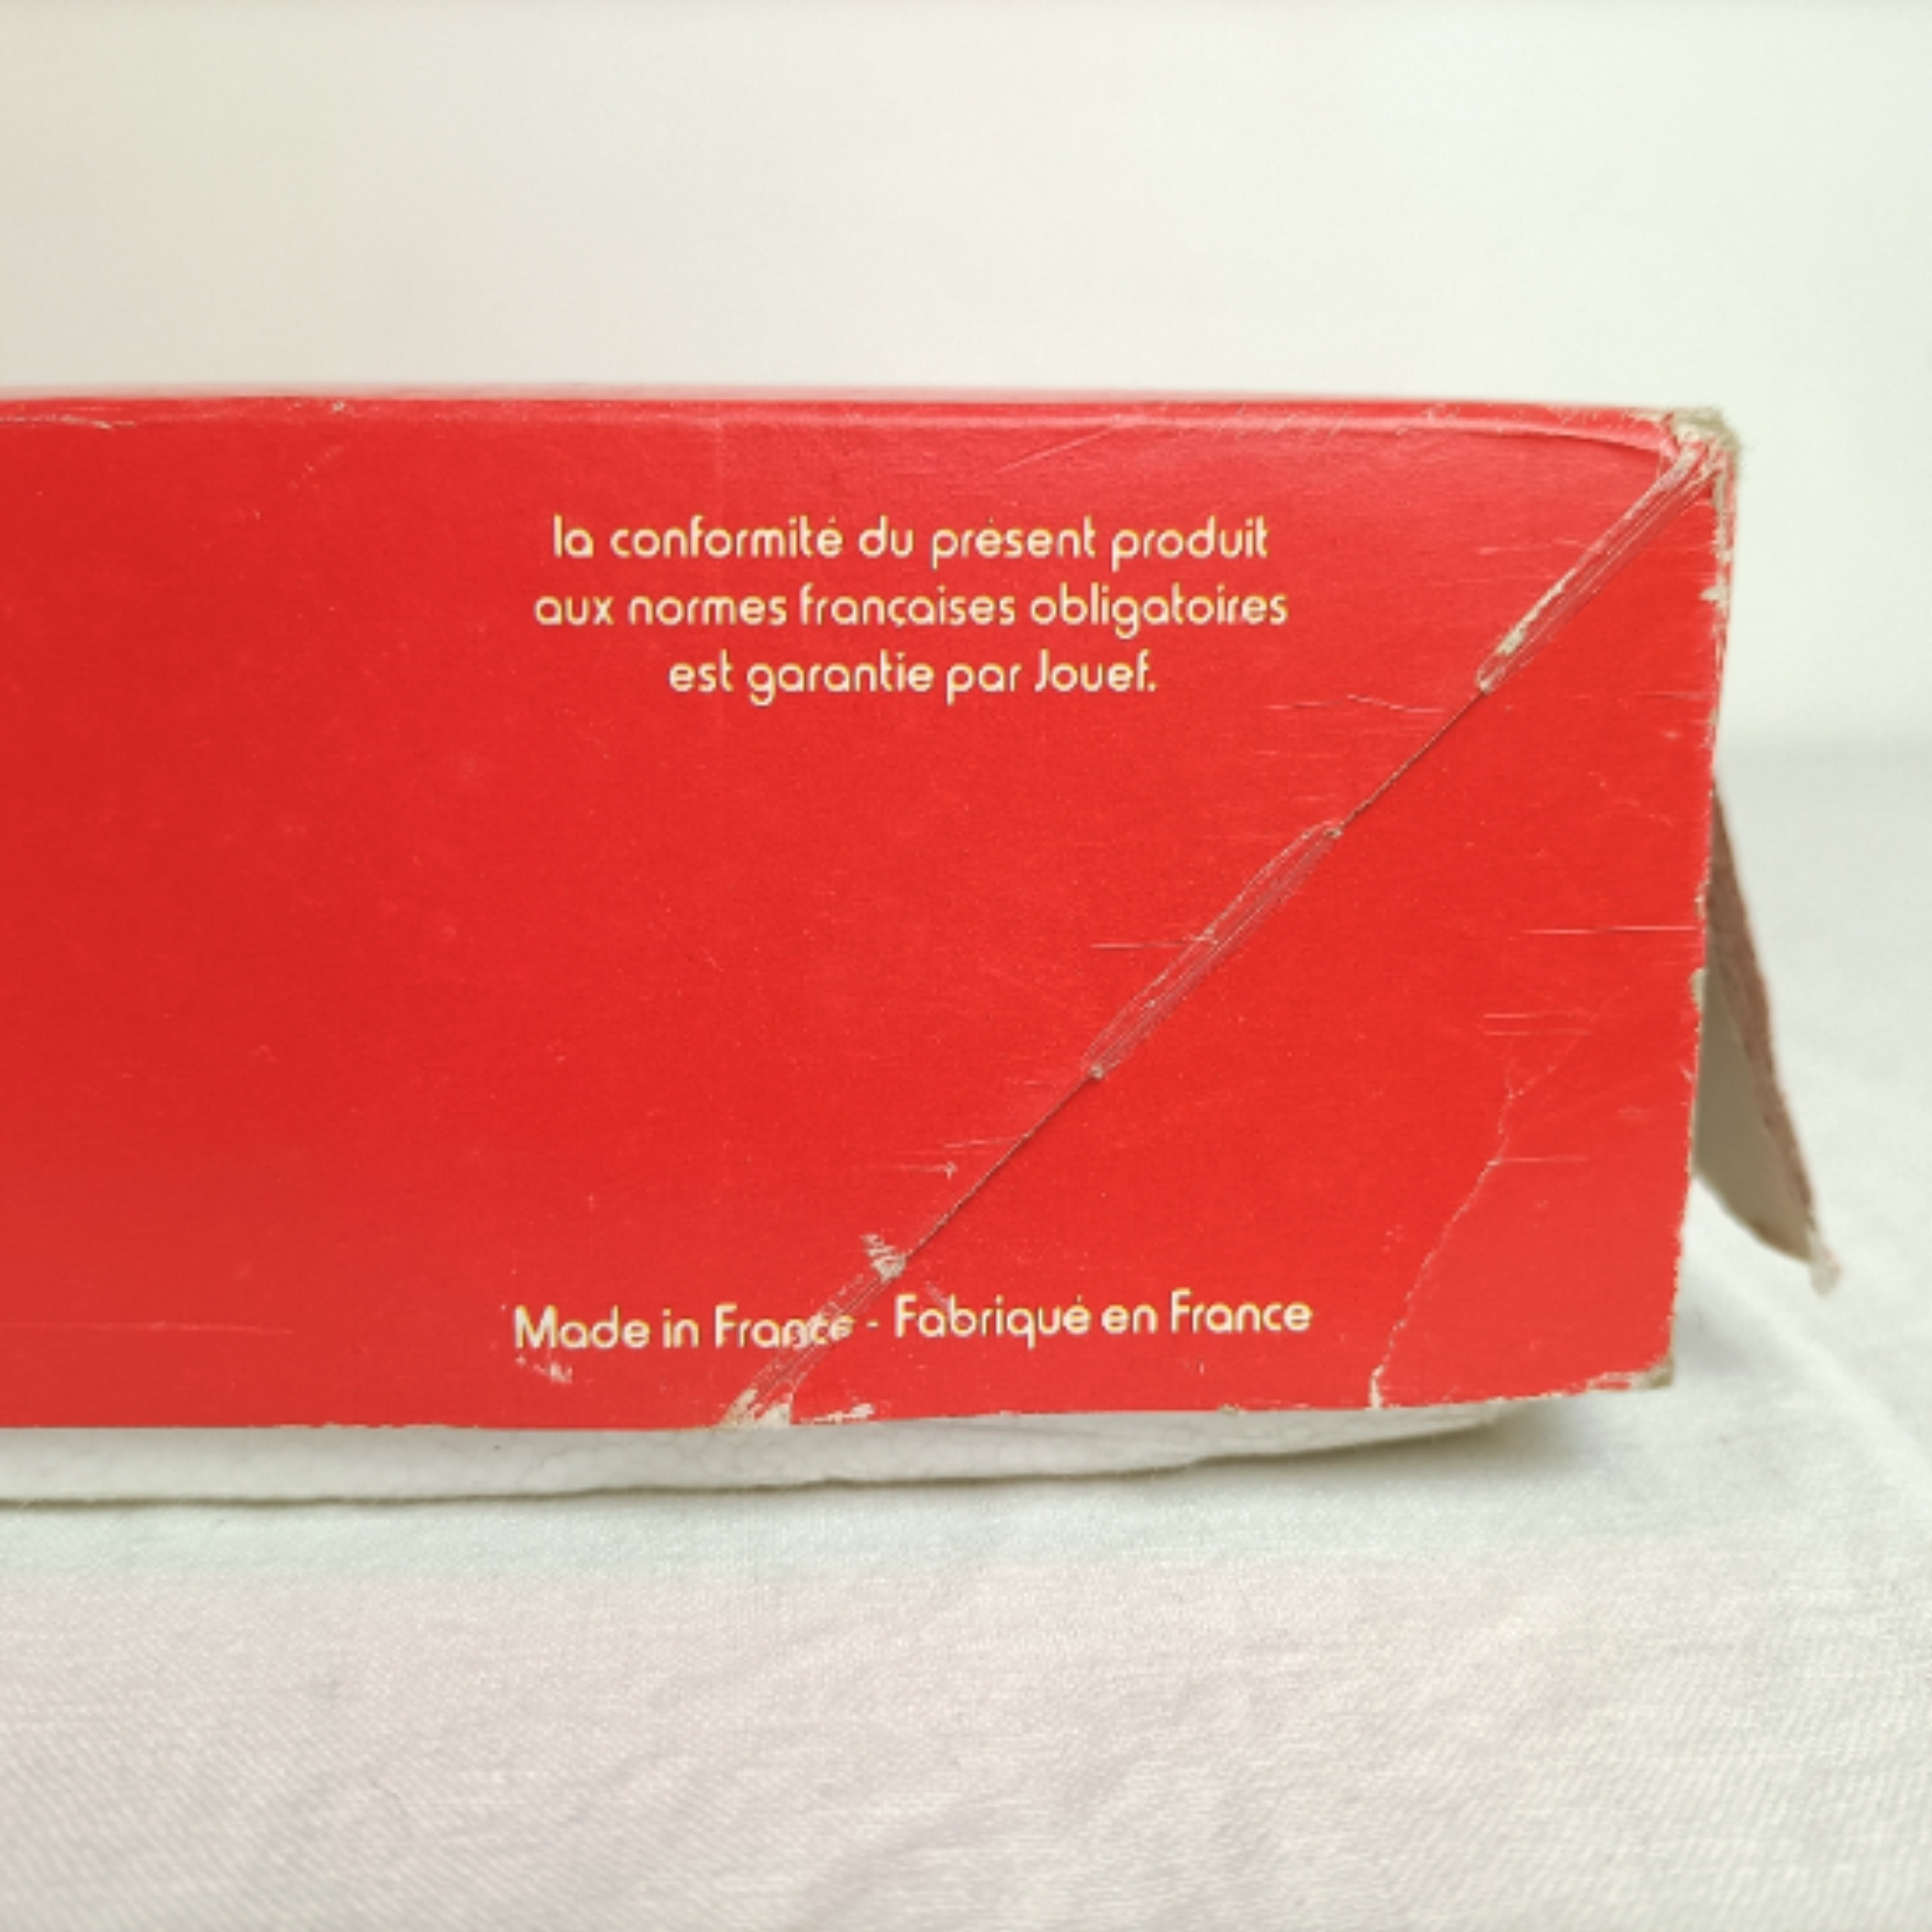 la conformité du présent produit
aux normes françaises obligatoires
est garantie par Jouef.
Made in France - Fabriqué en France